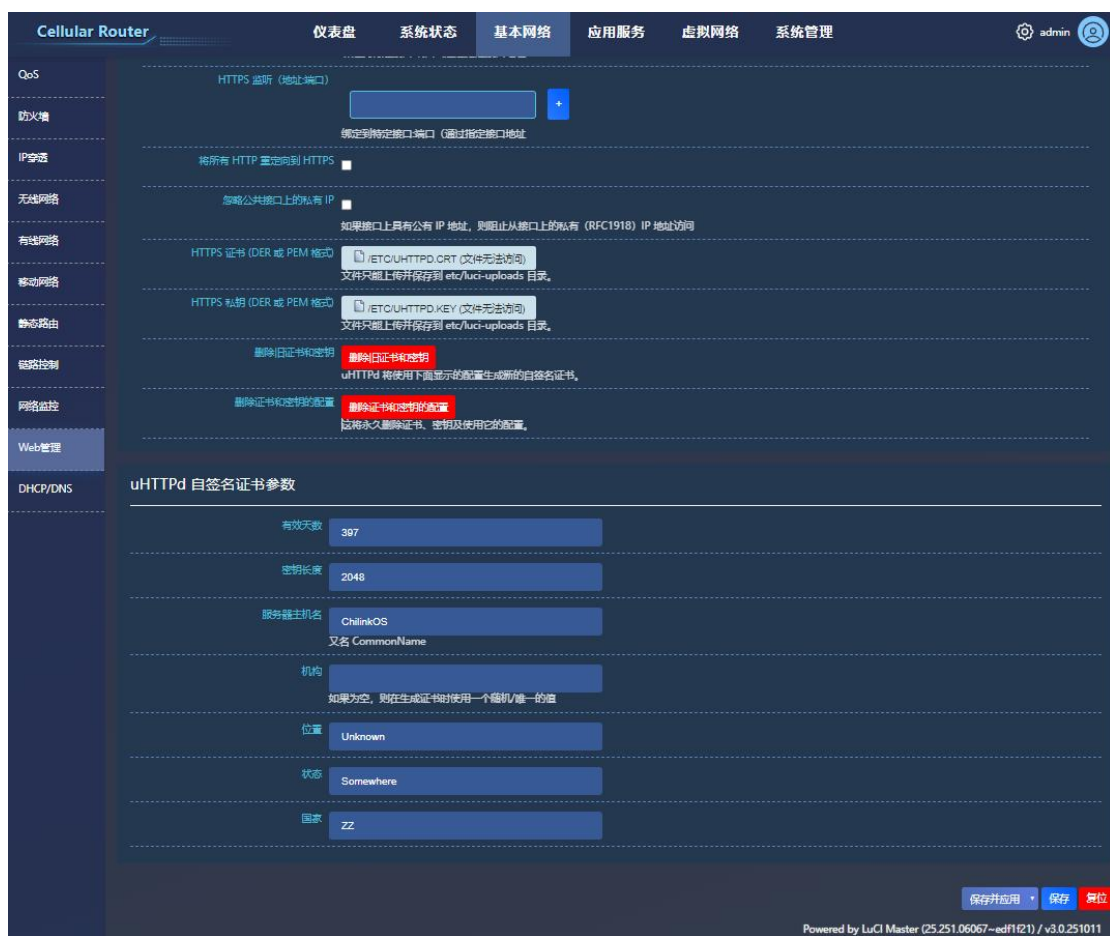 Cellular Router 仪表盘 系统状态 基本网络 应用服务 虚拟网络 系统管理 admin
QoS
防火墙
IP穿透
无线网络
有线网络
移动网络
静态路由
链路控制
网络监控
Web管理
DHCP/DNS
HTTPS 监听（地址:端口）
+
绑定到特定接口:端口（通过指定接口地址
将所有 HTTP 重定向到 HTTPS
忽略公共接口上的私有 IP
如果接口上具有公有 IP 地址，则阻止从接口上的私有（RFC1918）IP 地址访问
HTTPS 证书 (DER 或 PEM 格式)
/ETC/UHTTPD.CRT (文件无法访问)
文件只能上传并保存到 etc/luci-uploads 目录。
HTTPS 私钥 (DER 或 PEM 格式)
/ETC/UHTTPD.KEY (文件无法访问)
文件只能上传并保存到 etc/luci-uploads 目录。
删除旧证书和密钥
删除旧证书和密钥
uHTTPd 将使用下面显示的配置生成新的自签名证书。
删除证书和密钥的配置
删除证书和密钥的配置
这将永久删除证书、密钥及使用它的配置。
uHTTPd 自签名证书参数
有效天数 397
密钥长度 2048
服务器主机名 ChilinkOS
又名 CommonName
机构
如果为空，则在生成证书时使用一个随机/唯一的值
位置 Unknown
状态 Somewhere
国家 ZZ
保存并应用 保存 复位
Powered by LuCI Master (25.251.06067~edf1f21) / v3.0.251011